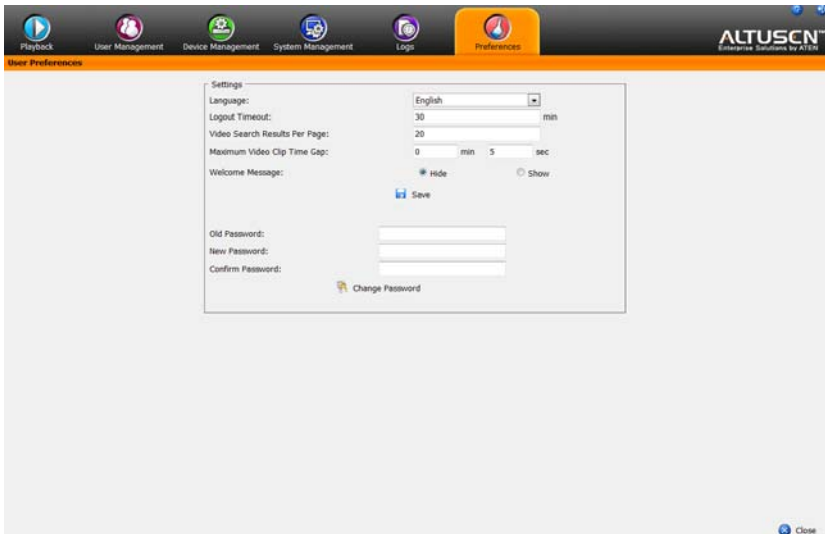 Playback User Management Device Management System Management Logs Preferences
ALTUSCN™
Enterprise Solutions by ATEN
User Preferences
Settings
Language: English
Logout Timeout: 30 min
Video Search Results Per Page: 20
Maximum Video Clip Time Gap: 0 min 5 sec
Welcome Message: Hide Show
Save
Old Password:
New Password:
Confirm Password:
Change Password
Close